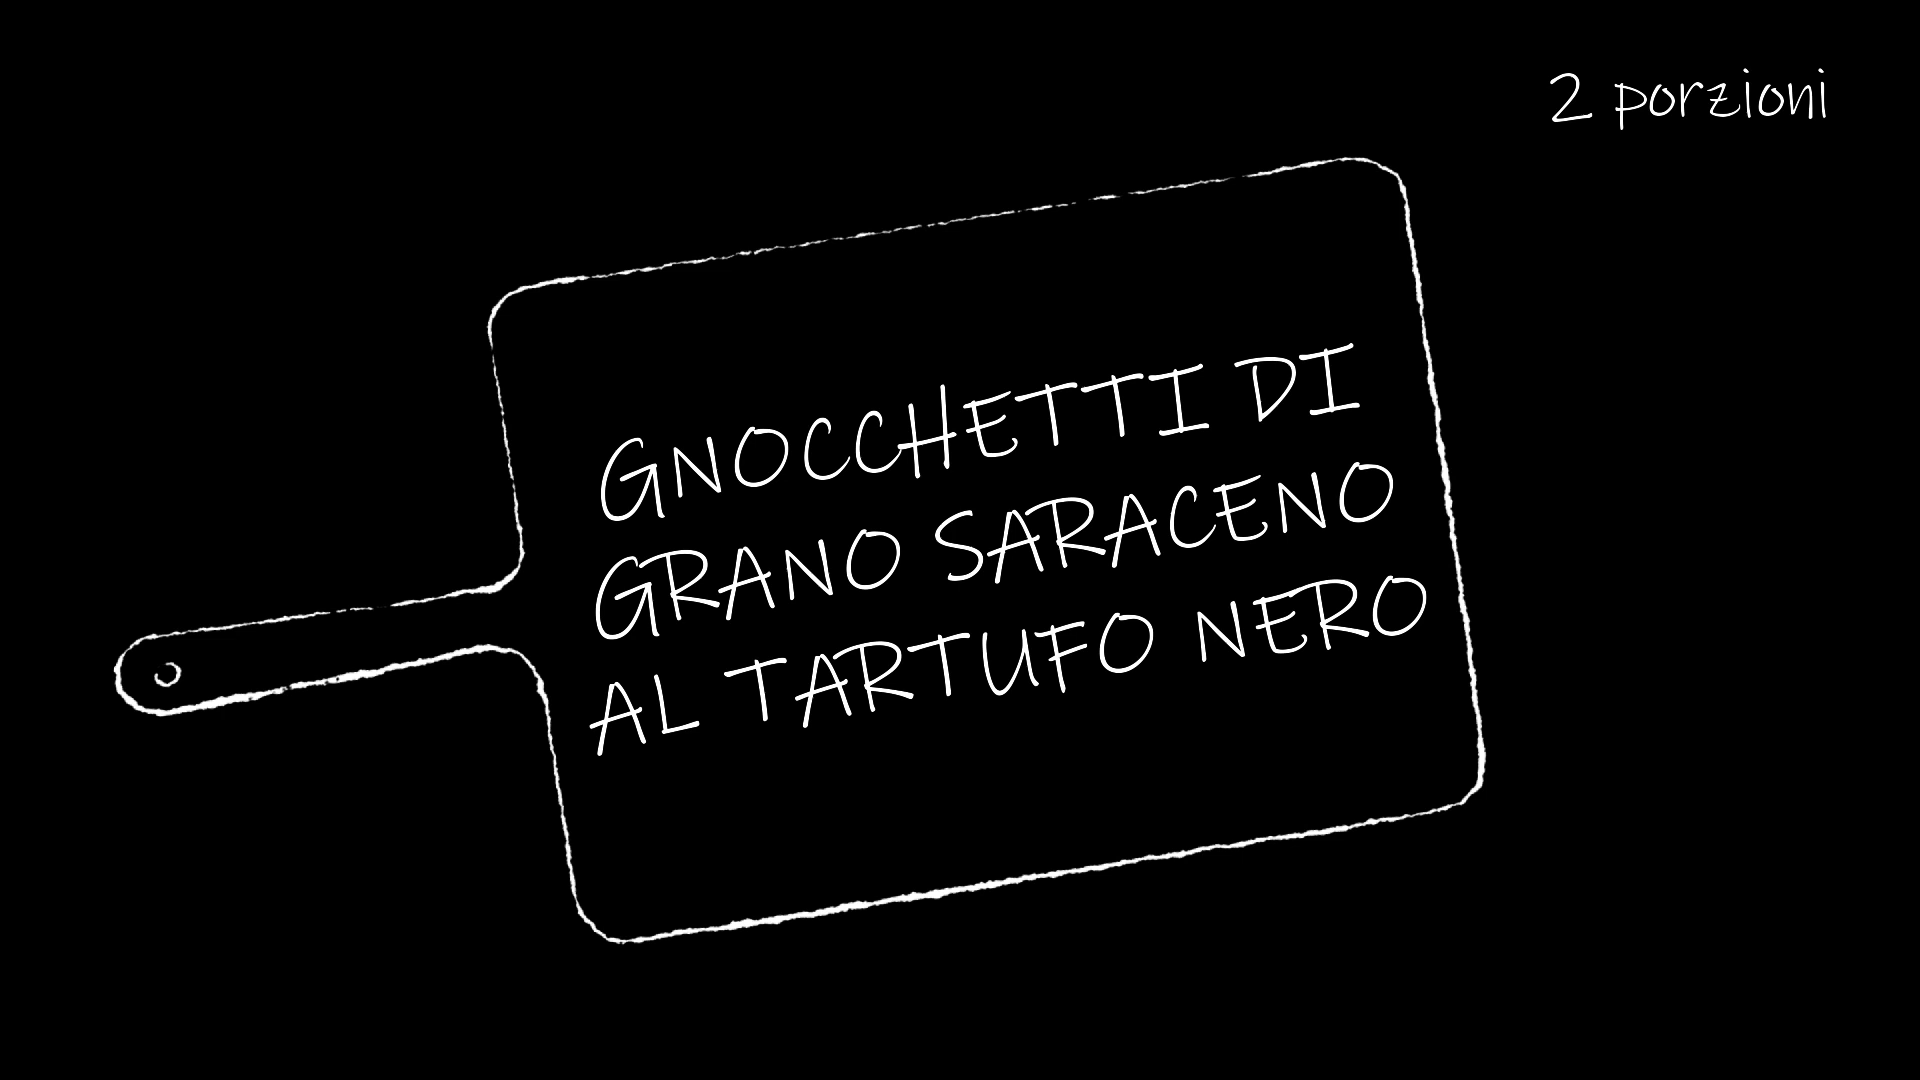 2 porzioni
GNOCCHETTI DI
GRANO SARACENO
AL TARTUFO NERO